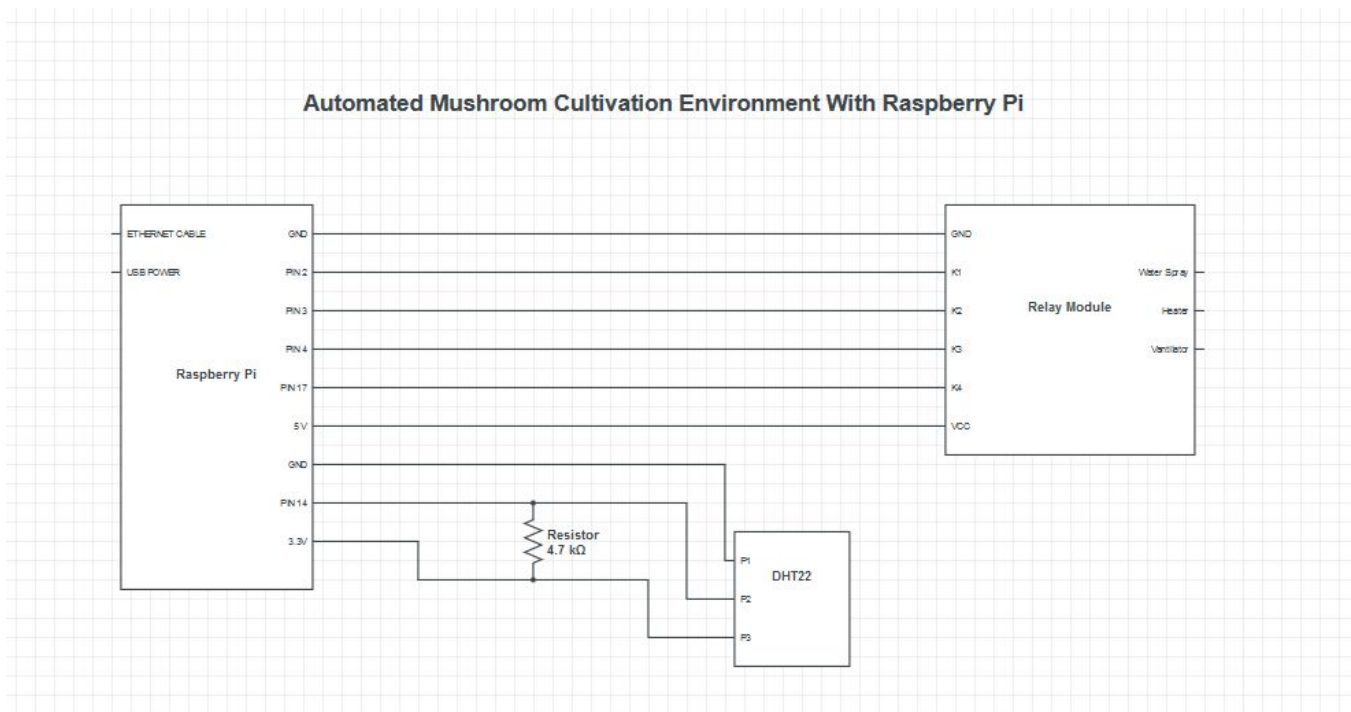 Automated Mushroom Cultivation Environment With Raspberry Pi
ETHERNET CABLE
USB POWER
Raspberry Pi
GND
PIN 2
PIN 3
PIN 4
PIN 17
5 V
GND
PIN 14
3.3V
Resistor
4.7 kΩ
GND
K1
K2
K3
K4
VCC
Relay Module
Water Spray
Heater
Ventilator
DHT22
P1
P2
P3